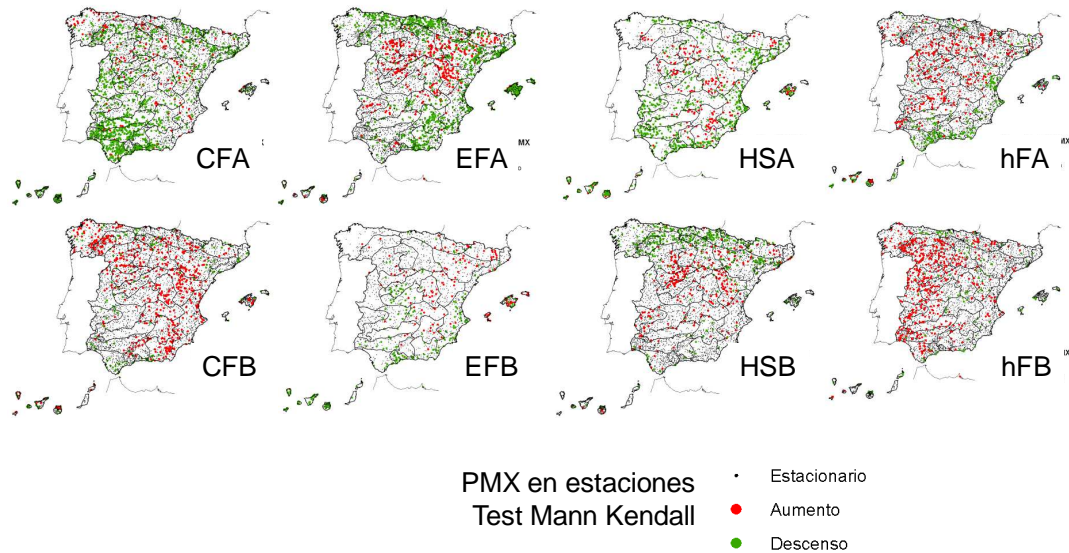 CFA
EFA
HSA
hFA
CFB
EFB
HSB
hFB
PMX en estaciones
Test Mann Kendall
Estacionario
Aumento
Descenso